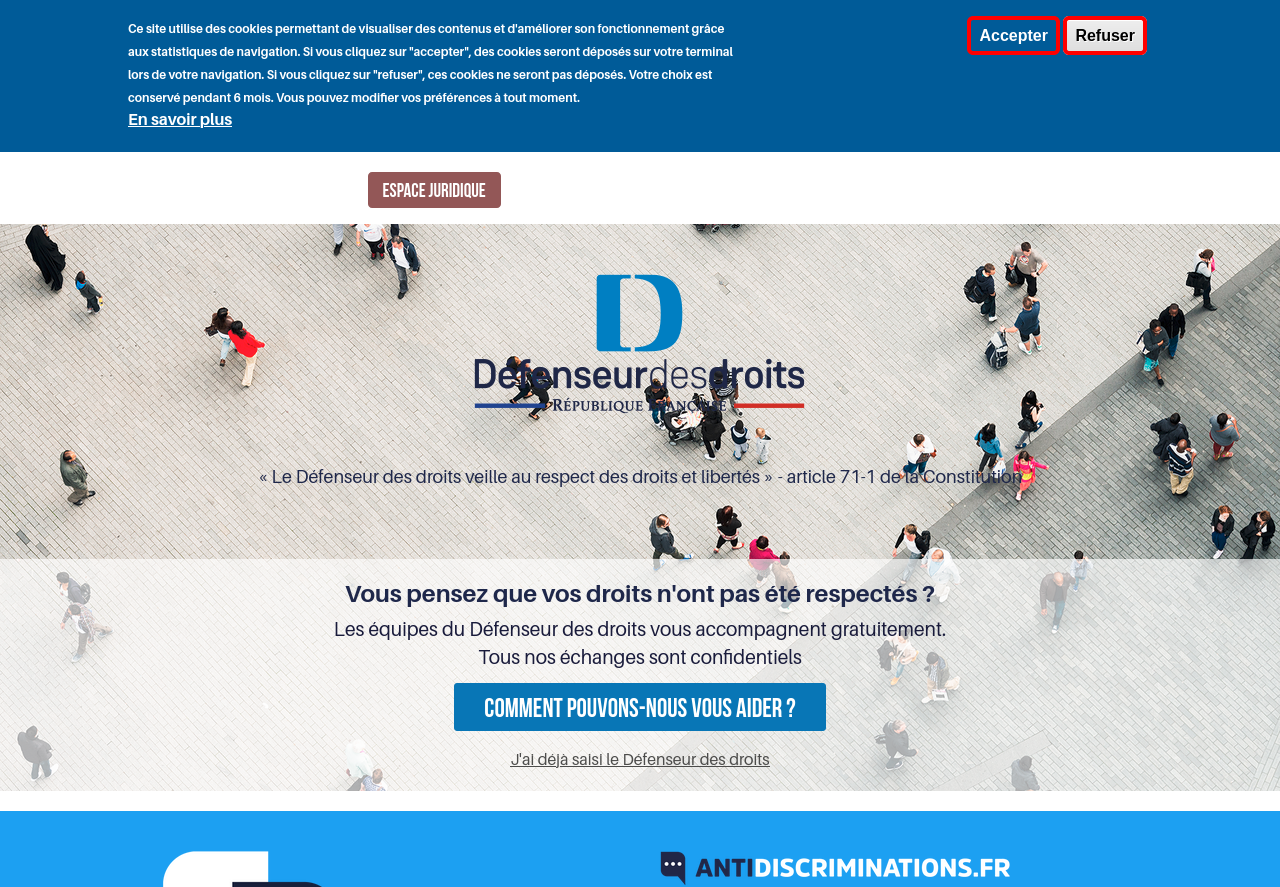 Ce site utilise des cookies permettant de visualiser des contenus et d'améliorer son fonctionnement grâce
aux statistiques de navigation. Si vous cliquez sur "accepter", des cookies seront déposés sur votre terminal
lors de votre navigation. Si vous cliquez sur "refuser", ces cookies ne seront pas déposés. Votre choix est
conservé pendant 6 mois. Vous pouvez modifier vos préférences à tout moment.
En savoir plus
Accepter
Refuser
ESPACE JURIDIQUE
D
Défenseurdesdroits
RÉPUBLIQUE FRANÇAISE
« Le Défenseur des droits veille au respect des droits et libertés » - article 71-1 de la Constitution
Vous pensez que vos droits n'ont pas été respectés ?
Les équipes du Défenseur des droits vous accompagnent gratuitement.
Tous nos échanges sont confidentiels
COMMENT POUVONS-NOUS VOUS AIDER ?
J'ai déjà saisi le Défenseur des droits
ANTIDISCRIMINATIONS.FR